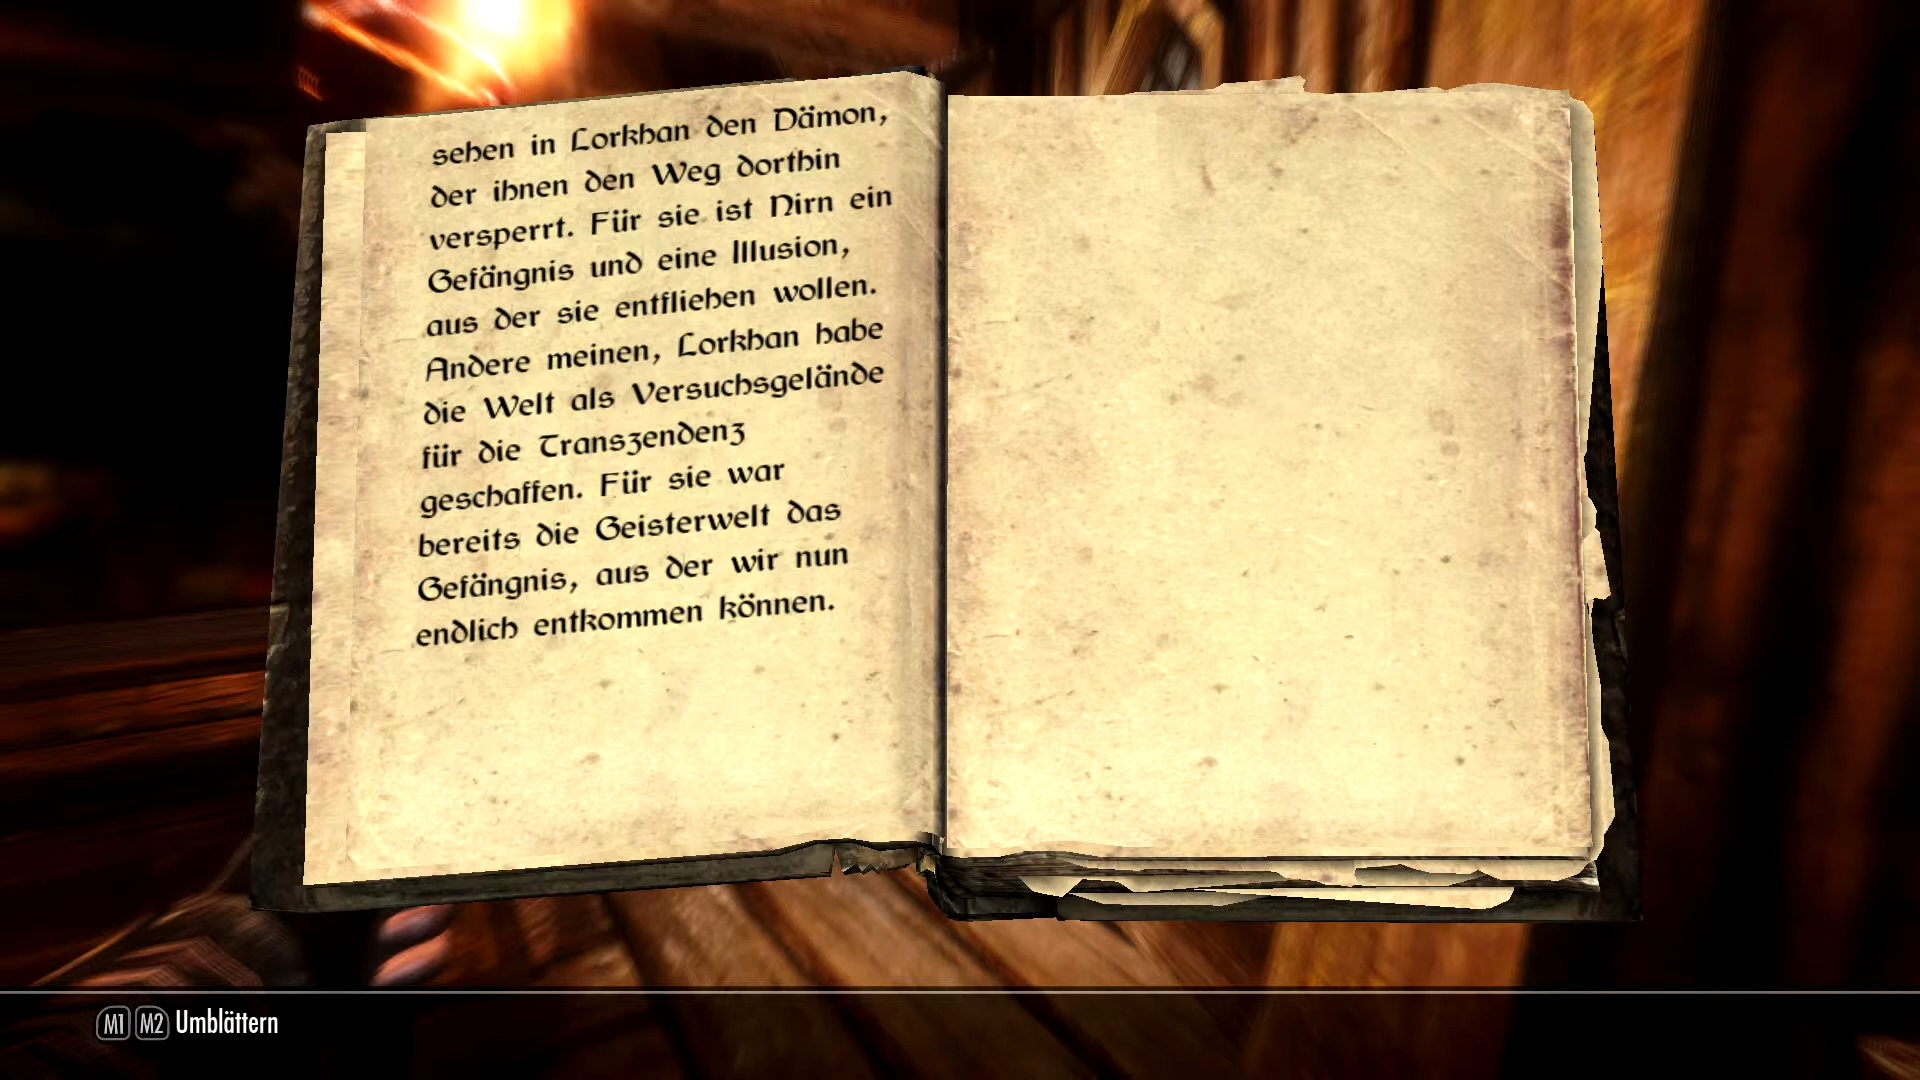 sehen in Lorkhan den Dämon,
der ihnen den Weg dorthin
versperrt. Für sie ist Nirn ein
Gefängnis und eine Illusion,
aus der sie entfliehen wollen.
Andere meinen, Lorkhan habe
die Welt als Versuchsgelände
für die Transzendenz
geschaffen. Für sie war
bereits die Geisterwelt das
Gefängnis, aus der wir nun
endlich entkommen können.
M1 M2 Umblättern